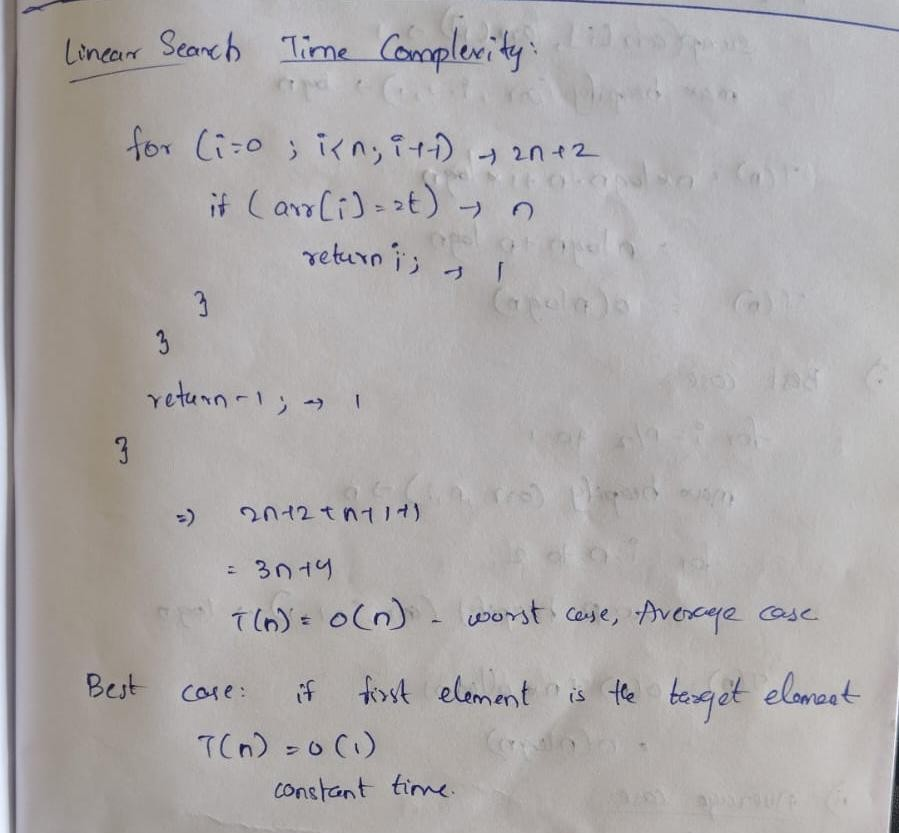 Linear Search Time Complexity:
for (i=0 ; i<n; i++) → 2n+2
if (arr[i]==t) → n
return i; → 1
}
}
return -1; → 1
}
=> 2n+2+n+1+1
= 3n+4
T(n) = O(n) - worst case, Average case
Best case: if first element is the target element
T(n) = O(1)
constant time.